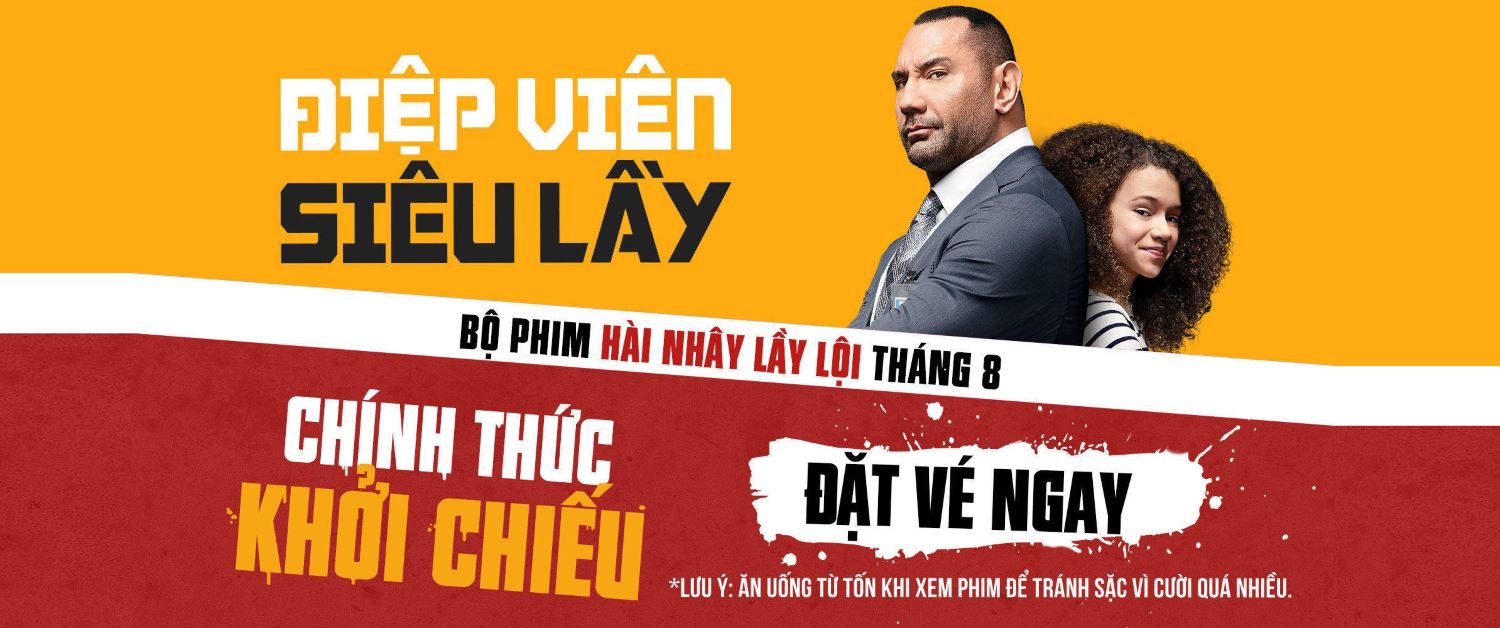 ĐIỆP VIÊN
SIÊU LẦY
BỘ PHIM HÀI NHÂY LẦY LỘI THÁNG 8
CHÍNH THỨC
KHỞI CHIẾU
ĐẶT VÉ NGAY
*LƯU Ý: ĂN UỐNG TỪ TỐN KHI XEM PHIM ĐỂ TRÁNH SẶC VÌ CƯỜI QUÁ NHIỀU.